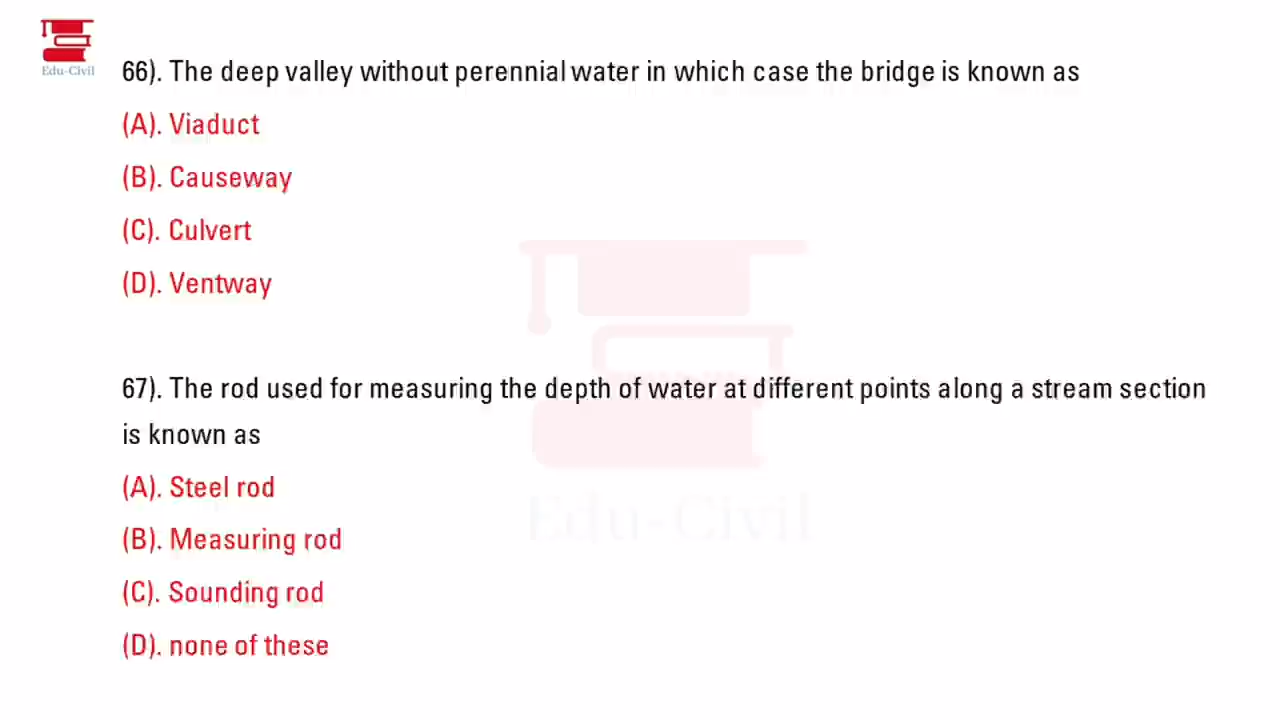 Edu-Civil
66). The deep valley without perennial water in which case the bridge is known as
(A). Viaduct
(B). Causeway
(C). Culvert
(D). Ventway
67). The rod used for measuring the depth of water at different points along a stream section
is known as
(A). Steel rod
(B). Measuring rod
(C). Sounding rod
(D). none of these
Edu-Civil